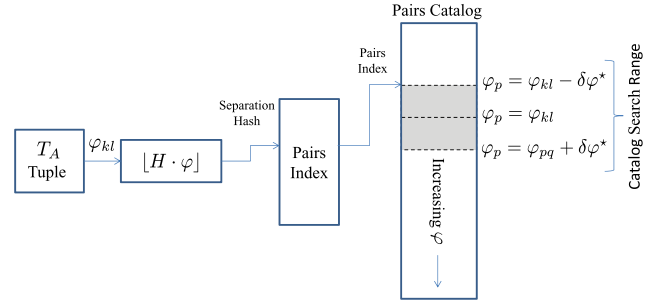 Pairs Catalog
Pairs
Index
φ_p = φ_kl − δφ*
Separation
Hash
φ_p = φ_kl
φ_kl
T_A
Tuple
⌊H · φ⌋
Pairs
Index
φ_p = φ_pq + δφ*
Increasing φ
Catalog Search Range